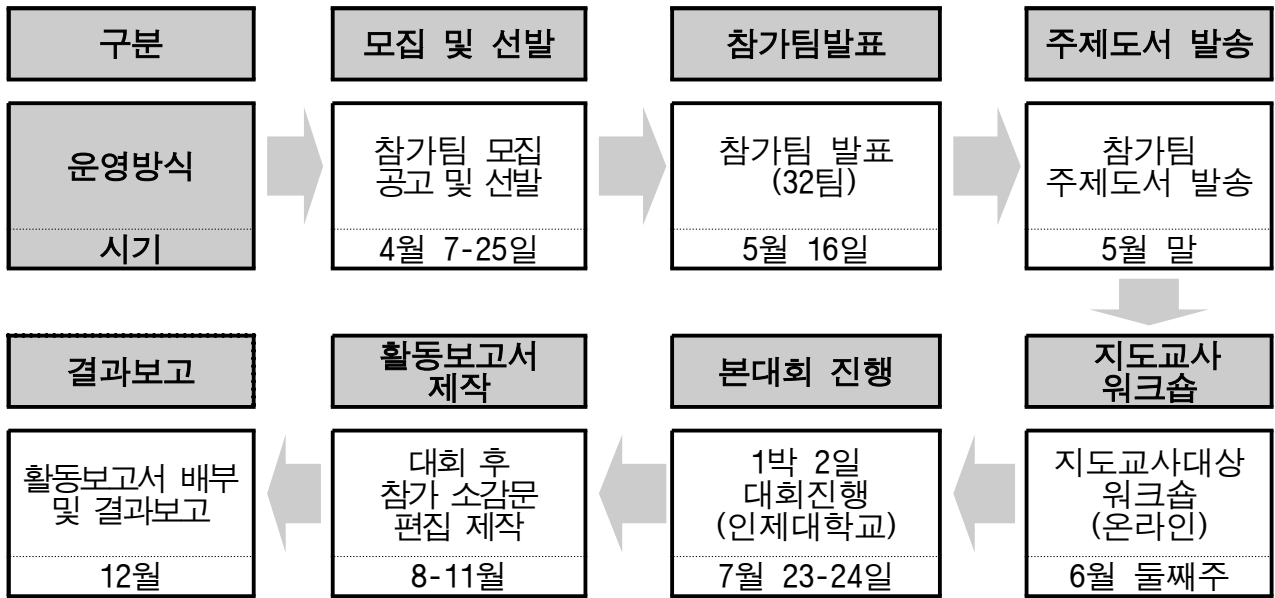 구분
모집 및 선발
참가팀발표
주제도서 발송
운영방식
시기
참가팀 모집
공고 및 선발
4월 7-25일
참가팀 발표
(32팀)
5월 16일
참가팀
주제도서 발송
5월 말
지도교사
워크숍
지도교사대상
워크숍
(온라인)
6월 둘째주
본대회 진행
1박 2일
대회진행
(인제대학교)
7월 23-24일
활동보고서
제작
대회 후
참가 소감문
편집 제작
8-11월
결과보고
활동보고서 배부
및 결과보고
12월